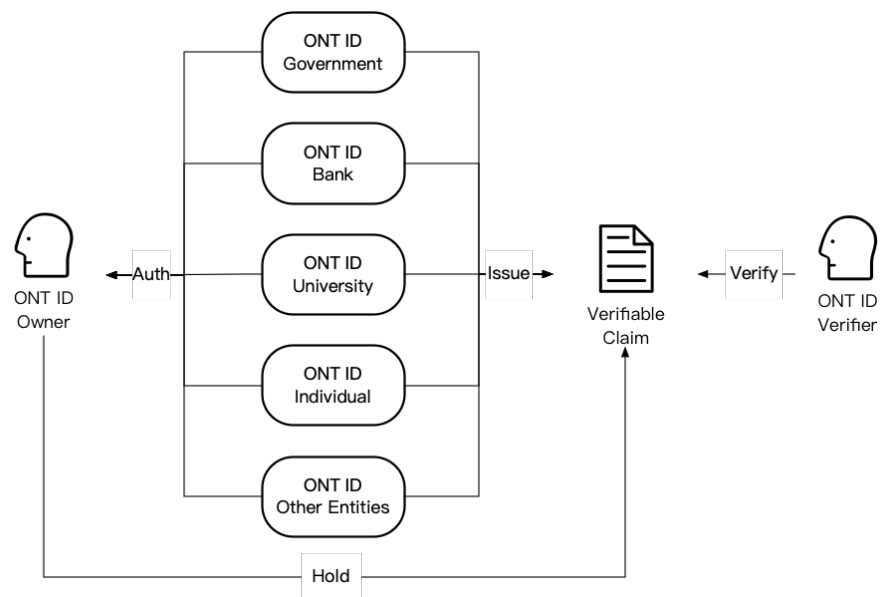 ONT ID
Government
ONT ID
Bank
ONT ID
University
ONT ID
Individual
ONT ID
Other Entities
ONT ID
Owner
Auth
Issue
Verifiable
Claim
Verify
ONT ID
Verifier
Hold